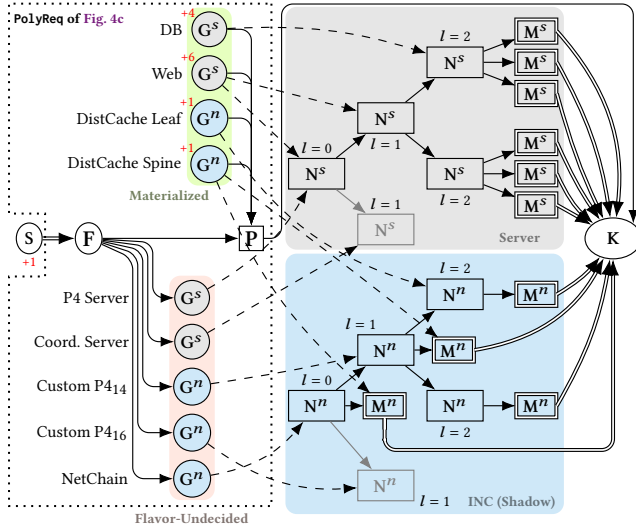 PolyReq of Fig. 4c
+4
DB
G^s
l = 2
N^s
M^s
M^s
M^s
+6
Web
G^s
+1
DistCache Leaf
G^n
N^s
l = 1
+1
DistCache Spine
G^n
l = 0
N^s
N^s
l = 2
M^s
M^s
M^s
Materialized
l = 1
N^s
Server
S
+1
F
P
K
P4 Server
G^s
l = 2
N^n
M^n
Coord. Server
G^s
l = 1
N^n
M^n
Custom P4₁₄
G^n
l = 0
N^n
M^n
N^n
l = 2
M^n
Custom P4₁₆
G^n
NetChain
G^n
N^n
l = 1
INC (Shadow)
Flavor-Undecided